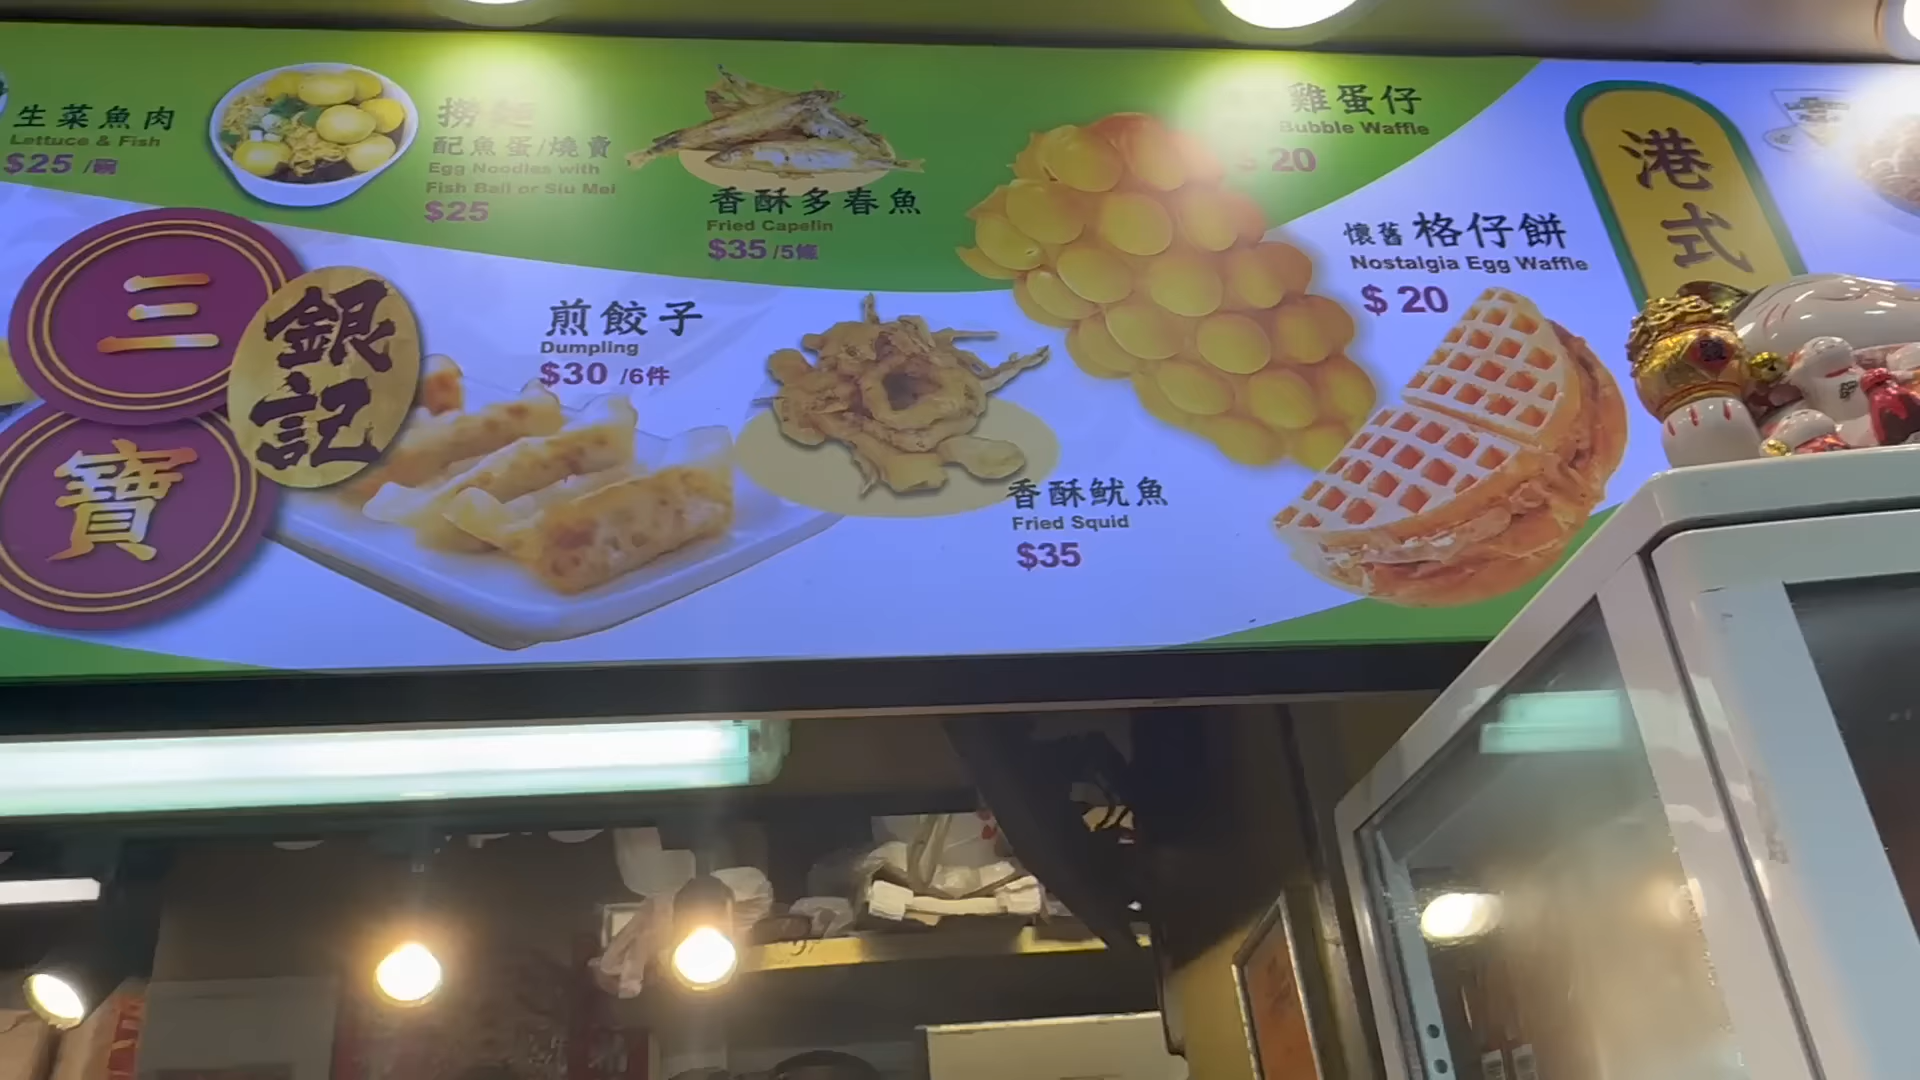 生菜魚肉
Lettuce & Fish
$25 /碗
撈麵
配魚蛋/燒賣
Egg Noodles with
Fish Ball or Siu Mei
$25
香酥多春魚
Fried Capelin
$35 /5條
雞蛋仔
Bubble Waffle
$ 20
懷舊 格仔餅
Nostalgia Egg Waffle
$ 20
港式
三寶
銀記
煎餃子
Dumpling
$30 /6件
香酥魷魚
Fried Squid
$35